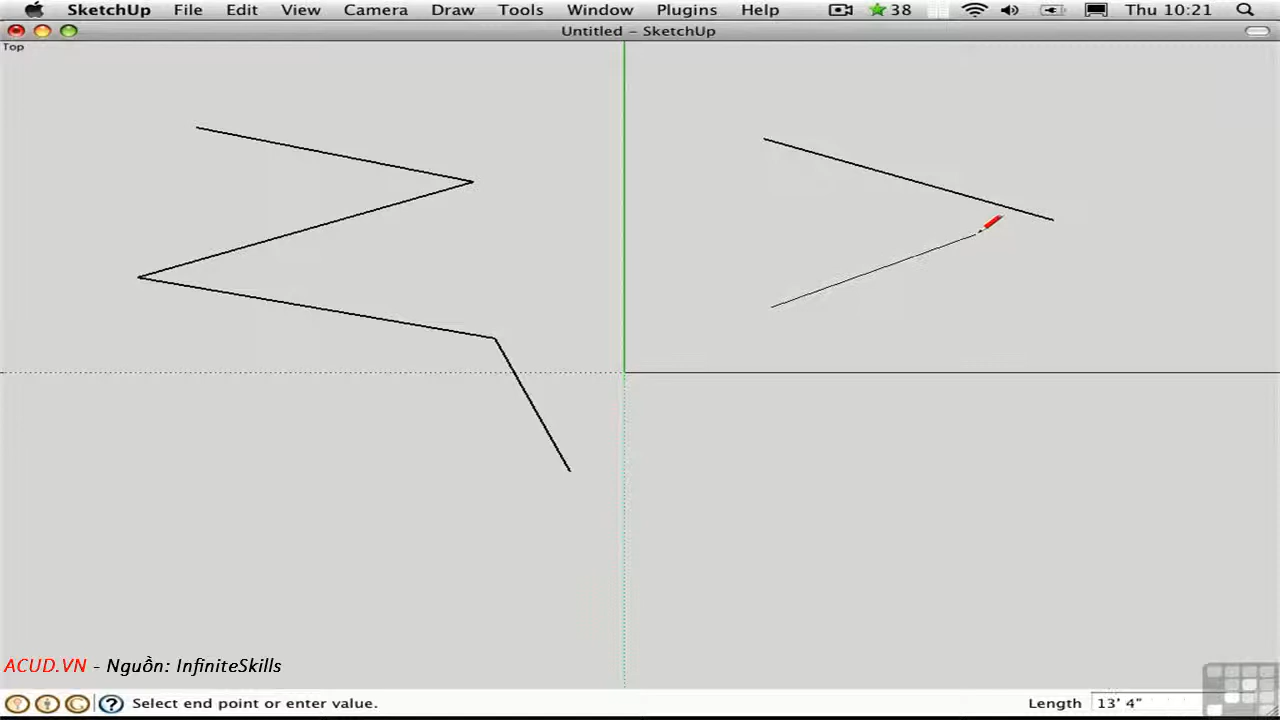 SketchUp File Edit View Camera Draw Tools Window Plugins Help 38 Thu 10:21
Untitled – SketchUp
Top
ACUD.VN - Nguồn: InfiniteSkills
Select end point or enter value. Length 13' 4"